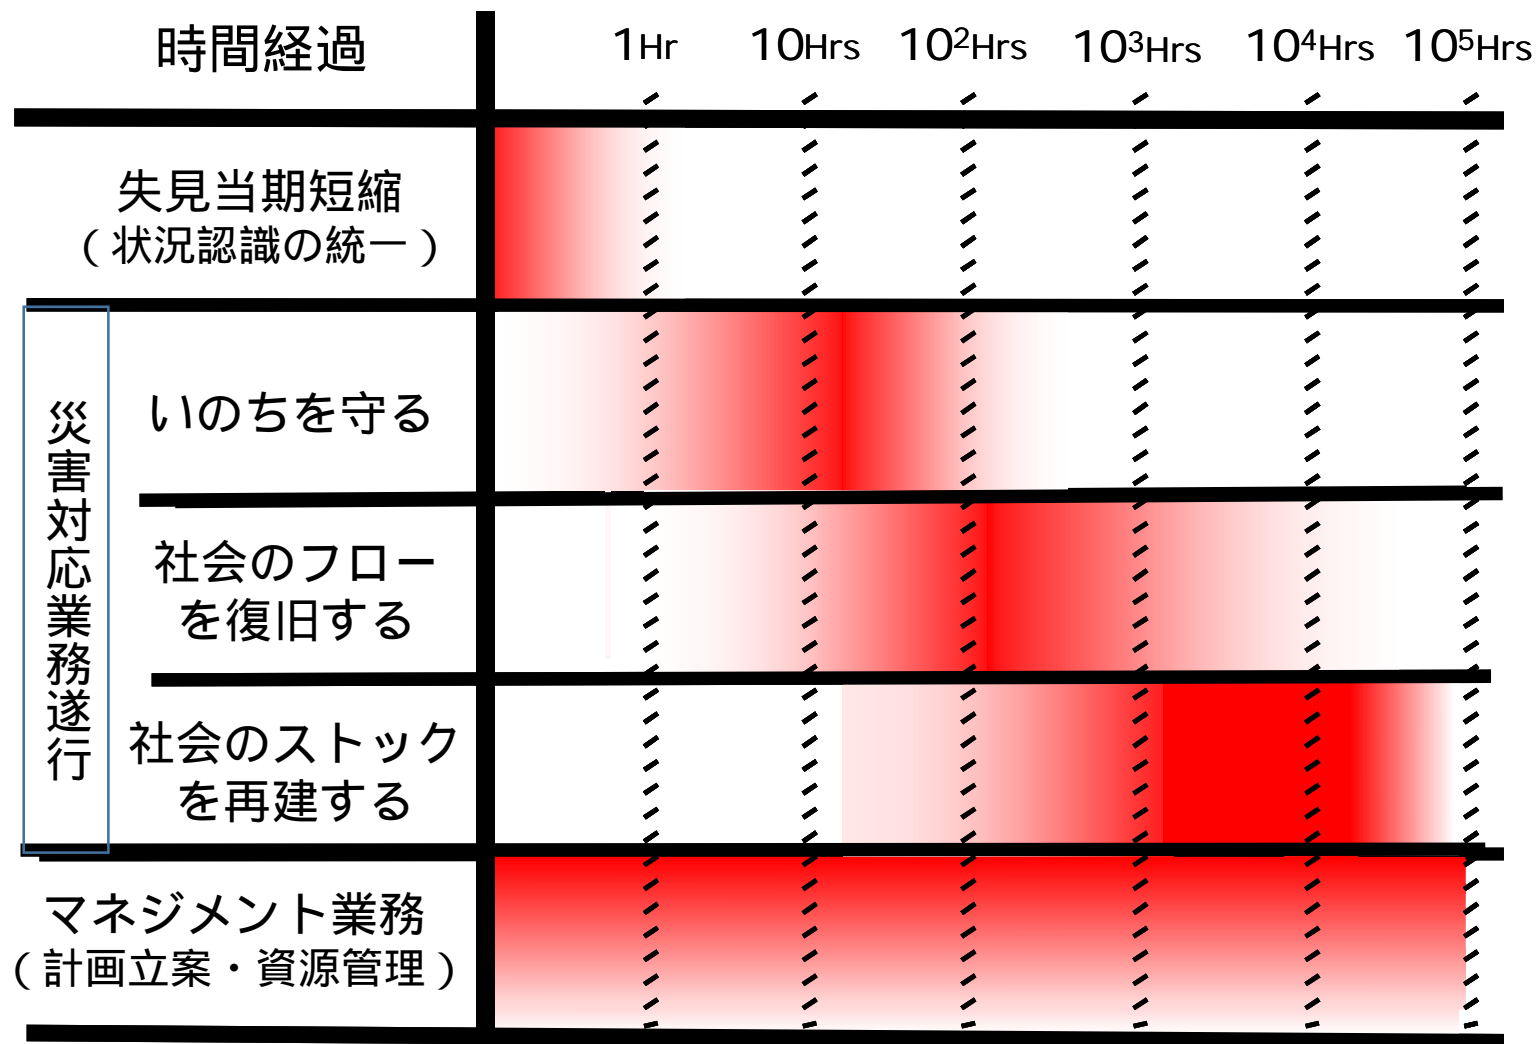 時間経過
1Hr
10Hrs
10²Hrs
10³Hrs
10⁴Hrs
10⁵Hrs
失見当期短縮
（状況認識の統一）
災害対応業務遂行
いのちを守る
社会のフロー
を復旧する
社会のストック
を再建する
マネジメント業務
（計画立案・資源管理）